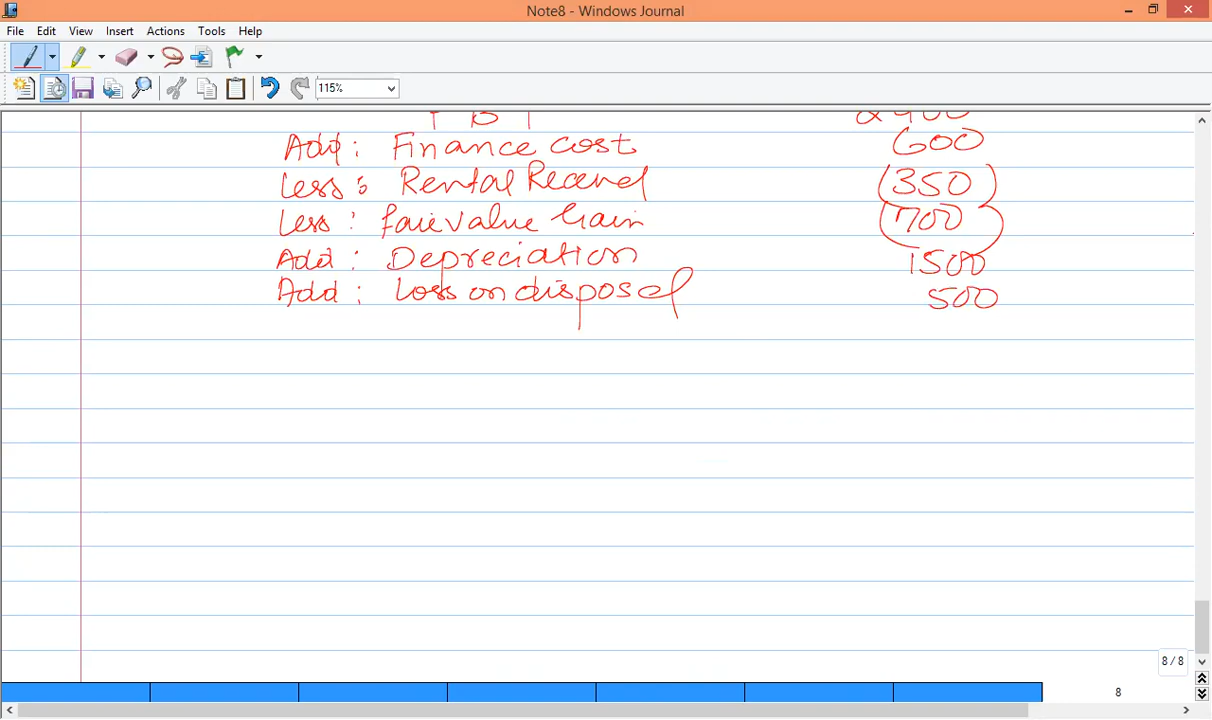 Note8 - Windows Journal
File Edit View Insert Actions Tools Help
115%
Add: Finance cost 600
Less: Rental Received (350)
Less: fair value Gain (700)
Add: Depreciation 1500
Add: Loss on disposal 500
8 / 8
8